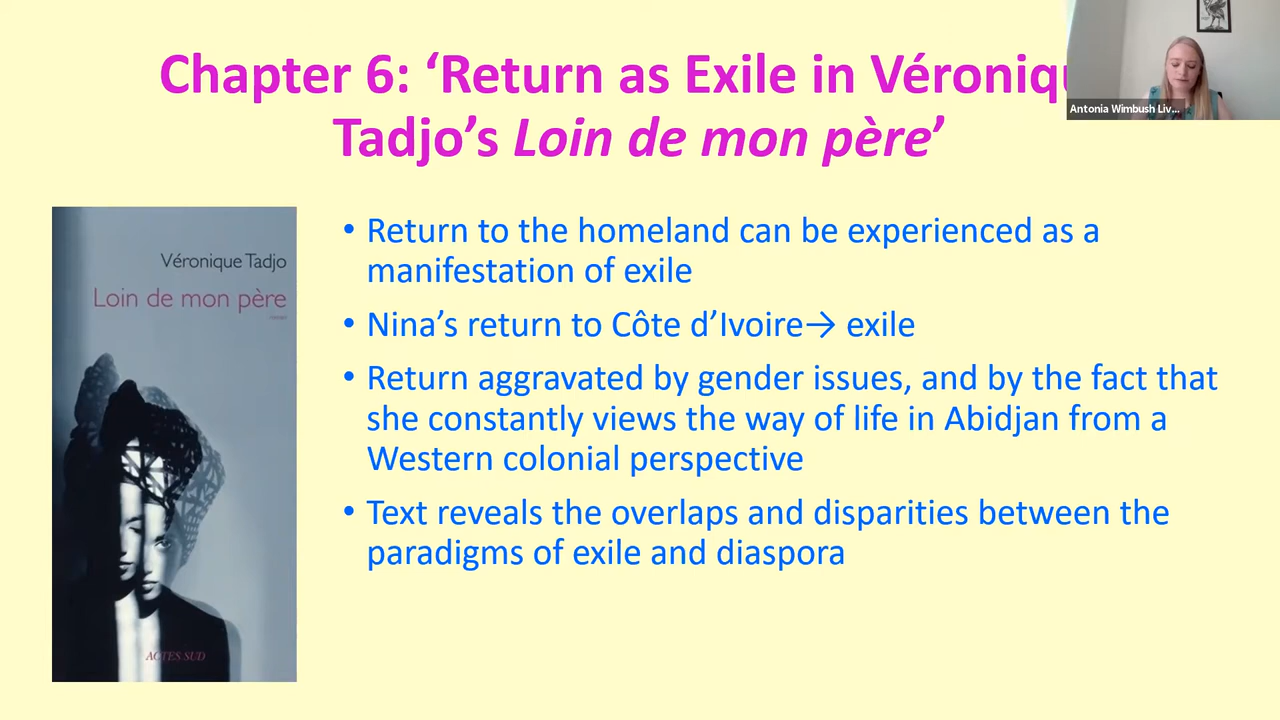 Chapter 6: ‘Return as Exile in Véroniqu
Tadjo’s Loin de mon père’
Antonia Wimbush Liv...
Véronique Tadjo
Loin de mon père
roman
ACTES SUD
• Return to the homeland can be experienced as a
manifestation of exile
• Nina’s return to Côte d’Ivoire→ exile
• Return aggravated by gender issues, and by the fact that
she constantly views the way of life in Abidjan from a
Western colonial perspective
• Text reveals the overlaps and disparities between the
paradigms of exile and diaspora